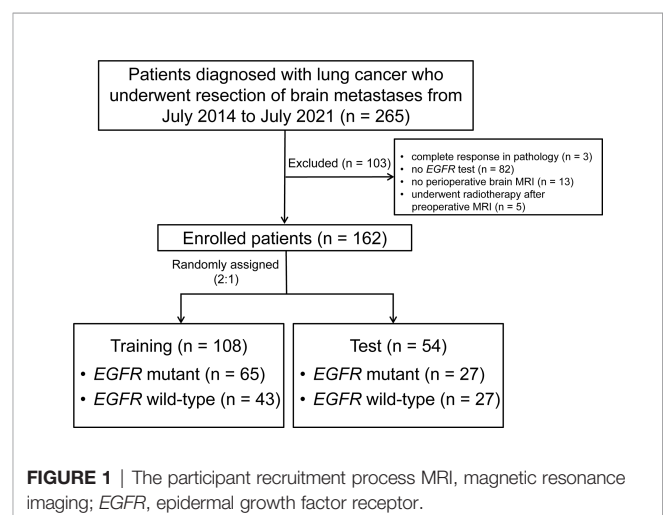 Patients diagnosed with lung cancer who
underwent resection of brain metastases from
July 2014 to July 2021 (n = 265)
Excluded (n = 103)
• complete response in pathology (n = 3)
• no EGFR test (n = 82)
• no perioperative brain MRI (n = 13)
• underwent radiotherapy after
preoperative MRI (n = 5)
Enrolled patients (n = 162)
Randomly assigned
(2:1)
Training (n = 108)
• EGFR mutant (n = 65)
• EGFR wild-type (n = 43)
Test (n = 54)
• EGFR mutant (n = 27)
• EGFR wild-type (n = 27)
FIGURE 1 | The participant recruitment process MRI, magnetic resonance
imaging; EGFR, epidermal growth factor receptor.